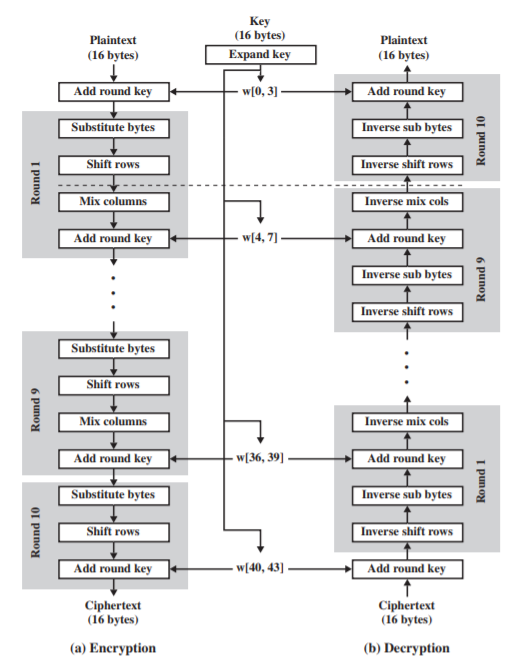 Key
(16 bytes)
Expand key
Plaintext
(16 bytes)
Add round key
Round 1
Substitute bytes
Shift rows
Mix columns
Add round key
Round 9
Substitute bytes
Shift rows
Mix columns
Add round key
Round 10
Substitute bytes
Shift rows
Add round key
Ciphertext
(16 bytes)
(a) Encryption
w[0, 3]
w[4, 7]
w[36, 39]
w[40, 43]
Plaintext
(16 bytes)
Add round key
Inverse sub bytes
Inverse shift rows
Round 10
Inverse mix cols
Add round key
Inverse sub bytes
Inverse shift rows
Round 9
Inverse mix cols
Add round key
Inverse sub bytes
Inverse shift rows
Round 1
Add round key
Ciphertext
(16 bytes)
(b) Decryption